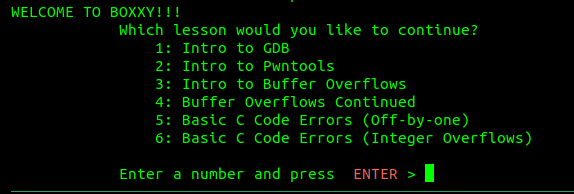 WELCOME TO BOXXY!!!
Which lesson would you like to continue?
1: Intro to GDB
2: Intro to Pwntools
3: Intro to Buffer Overflows
4: Buffer Overflows Continued
5: Basic C Code Errors (Off-by-one)
6: Basic C Code Errors (Integer Overflows)
Enter a number and press ENTER >